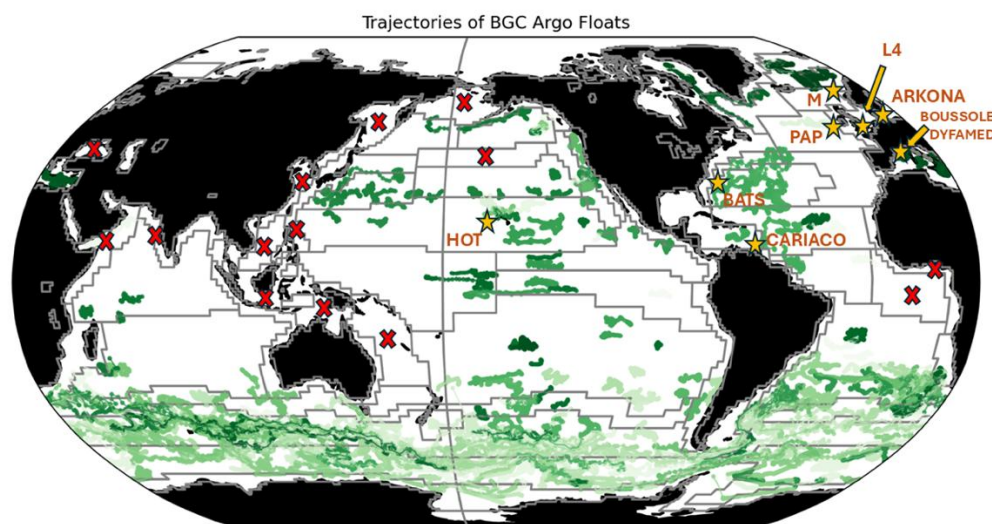 Trajectories of BGC Argo Floats
L4
M
ARKONA
BOUSSOLE
PAP
DYFAMED
BATS
HOT
CARIACO